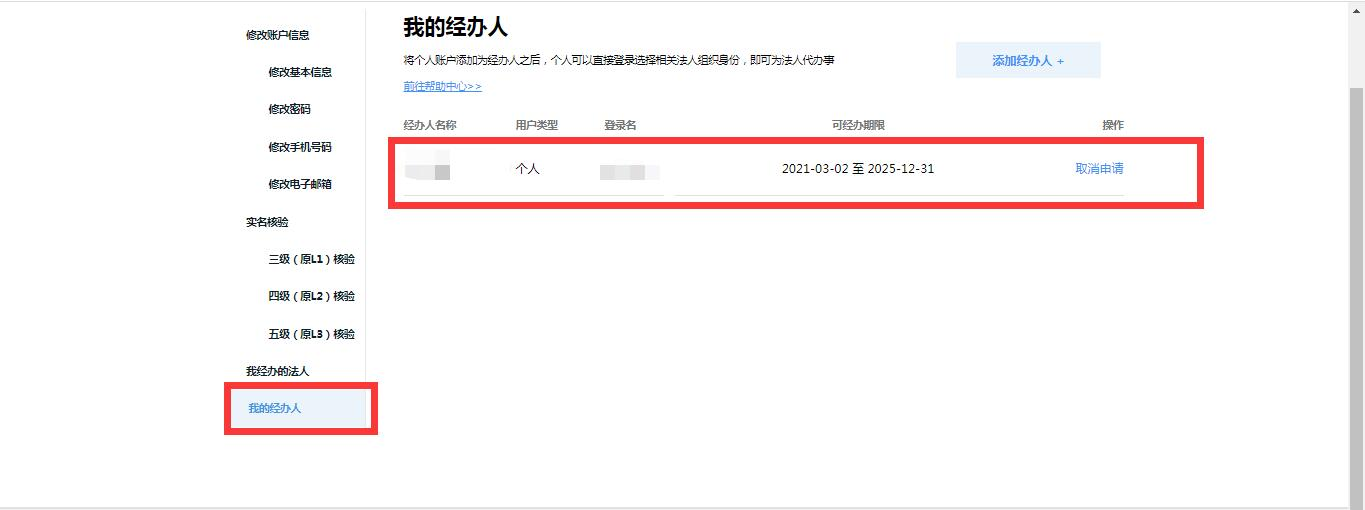 修改账户信息
修改基本信息
修改密码
修改手机号码
修改电子邮箱
实名核验
三级（原L1）核验
四级（原L2）核验
五级（原L3）核验
我经办的法人
我的经办人
我的经办人
将个人账户添加为经办人之后，个人可以直接登录选择相关法人组织身份，即可为法人代办事
前往帮助中心>>
添加经办人 +
经办人名称 用户类型 登录名 可经办期限 操作
个人 2021-03-02 至 2025-12-31 取消申请